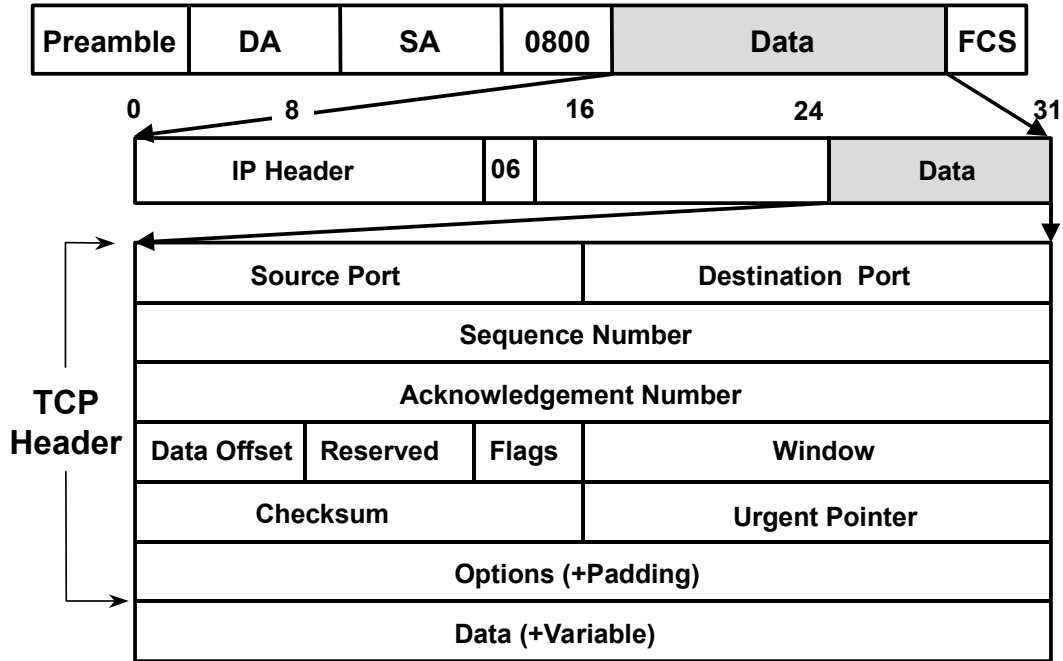 Preamble DA SA 0800 Data FCS
0 8 16 24 31
IP Header 06 Data
Source Port Destination Port
Sequence Number
Acknowledgement Number
TCP
Header
Data Offset Reserved Flags Window
Checksum Urgent Pointer
Options (+Padding)
Data (+Variable)